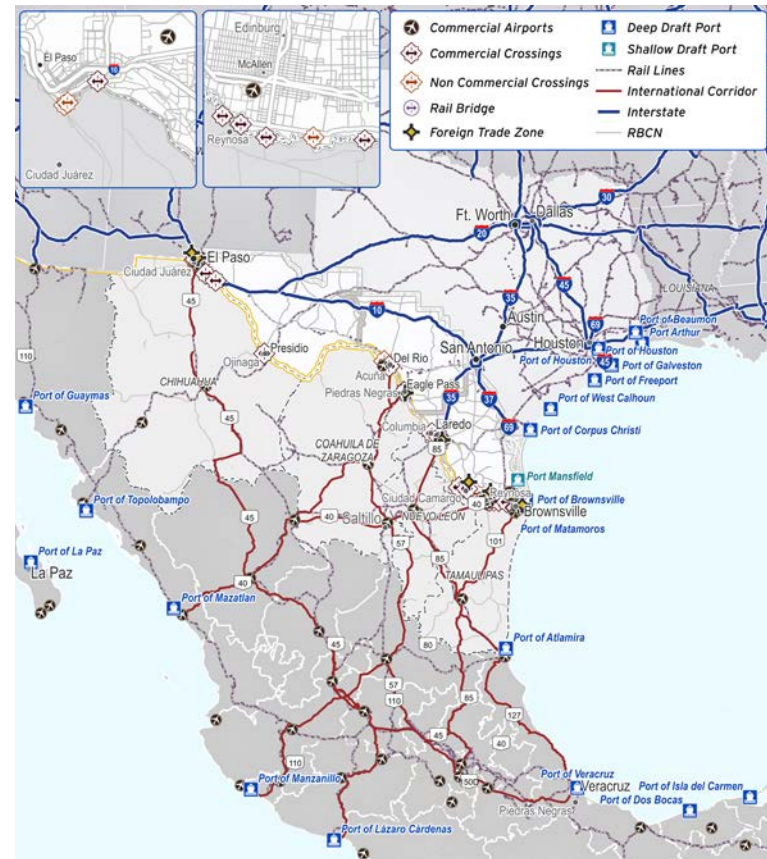 El Paso
10
Ciudad Juárez
Edinburg
McAllen
Reynosa
Commercial Airports
Commercial Crossings
Non Commercial Crossings
Rail Bridge
Foreign Trade Zone
Deep Draft Port
Shallow Draft Port
Rail Lines
International Corridor
Interstate
RBCN
30
20
Ft. Worth
Dallas
El Paso
Ciudad Juárez
45
35
45
LOUISIANA
10
Austin
Houston
69
Port of Beaumon
Port Arthur
110
Presidio
Ojinaga
San Antonio
Port of Houston
Port of Houston
45
Port of Galveston
Del Rio
Acuña
CHIHUAHUA
Port of Freeport
Eagle Pass
Piedras Negras
35
37
Port of West Calhoun
Port of Guaymas
45
Columbia
Laredo
69
Port of Corpus Christi
85
COAHUILA DE
ZARAGOZA
Port Mansfield
Port of Topolobampo
45
Ciudad Camargo
Reynosa
40
Port of Brownsville
40
Saltillo
NUEVO LEON
Brownsville
Port of Matamoros
57
101
Port of La Paz
La Paz
85
40
TAMAULIPAS
Port of Mazatlan
45
80
Port of Atlamira
57
110
85
127
45
40
110
Port of Manzanillo
50D
Port of Veracruz
Veracruz
Port of Isla del Carmen
Port of Dos Bocas
Piedras Negras
Port of Lázaro Cárdenas